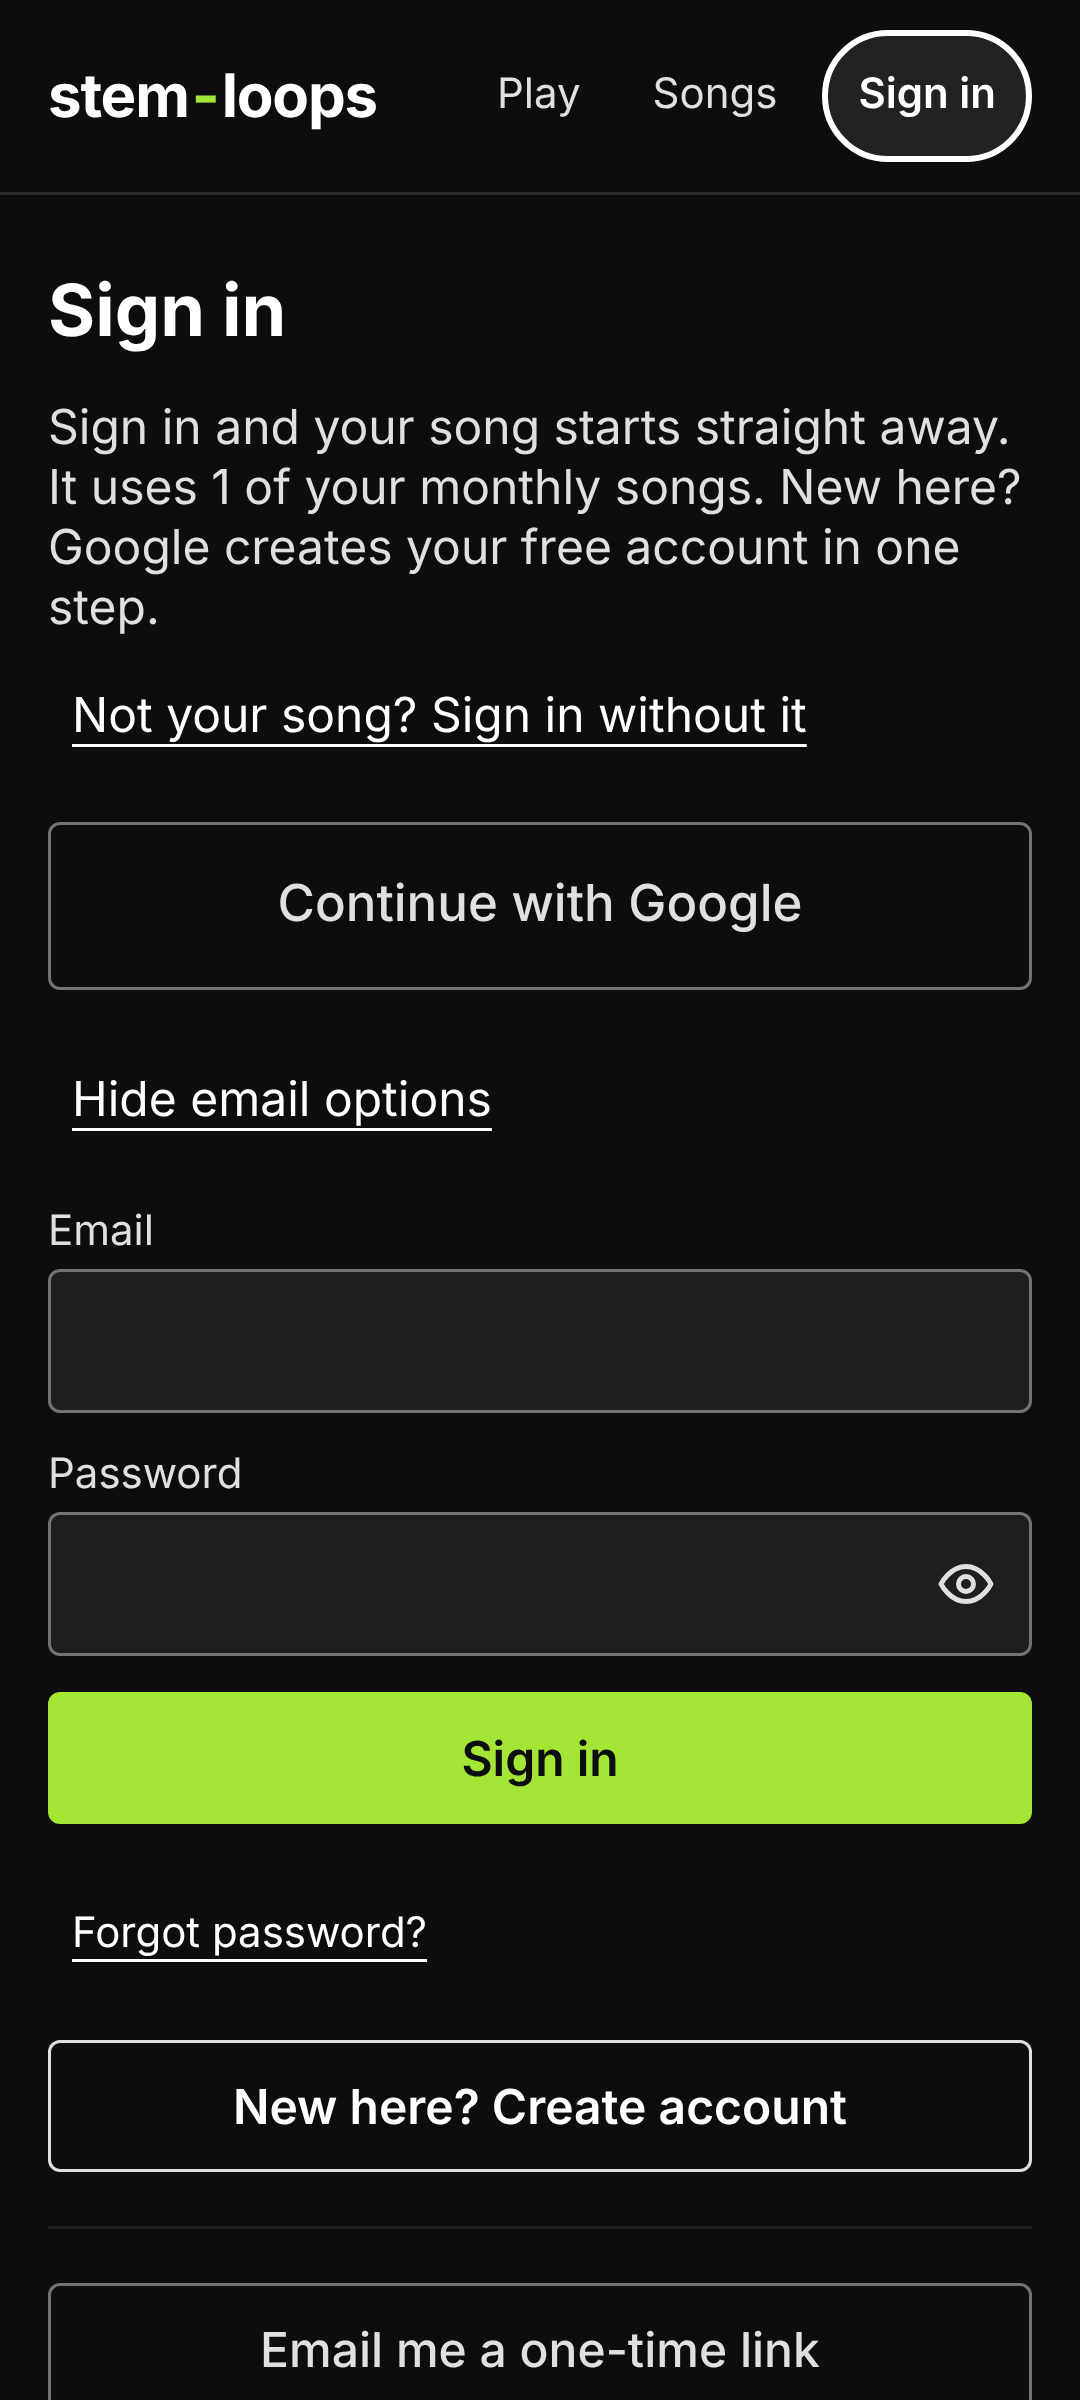 stem-loops
Play
Songs
Sign in
Sign in
Sign in and your song starts straight away.
It uses 1 of your monthly songs. New here?
Google creates your free account in one
step.
Not your song? Sign in without it
Continue with Google
Hide email options
Email
Password
Sign in
Forgot password?
New here? Create account
Email me a one-time link